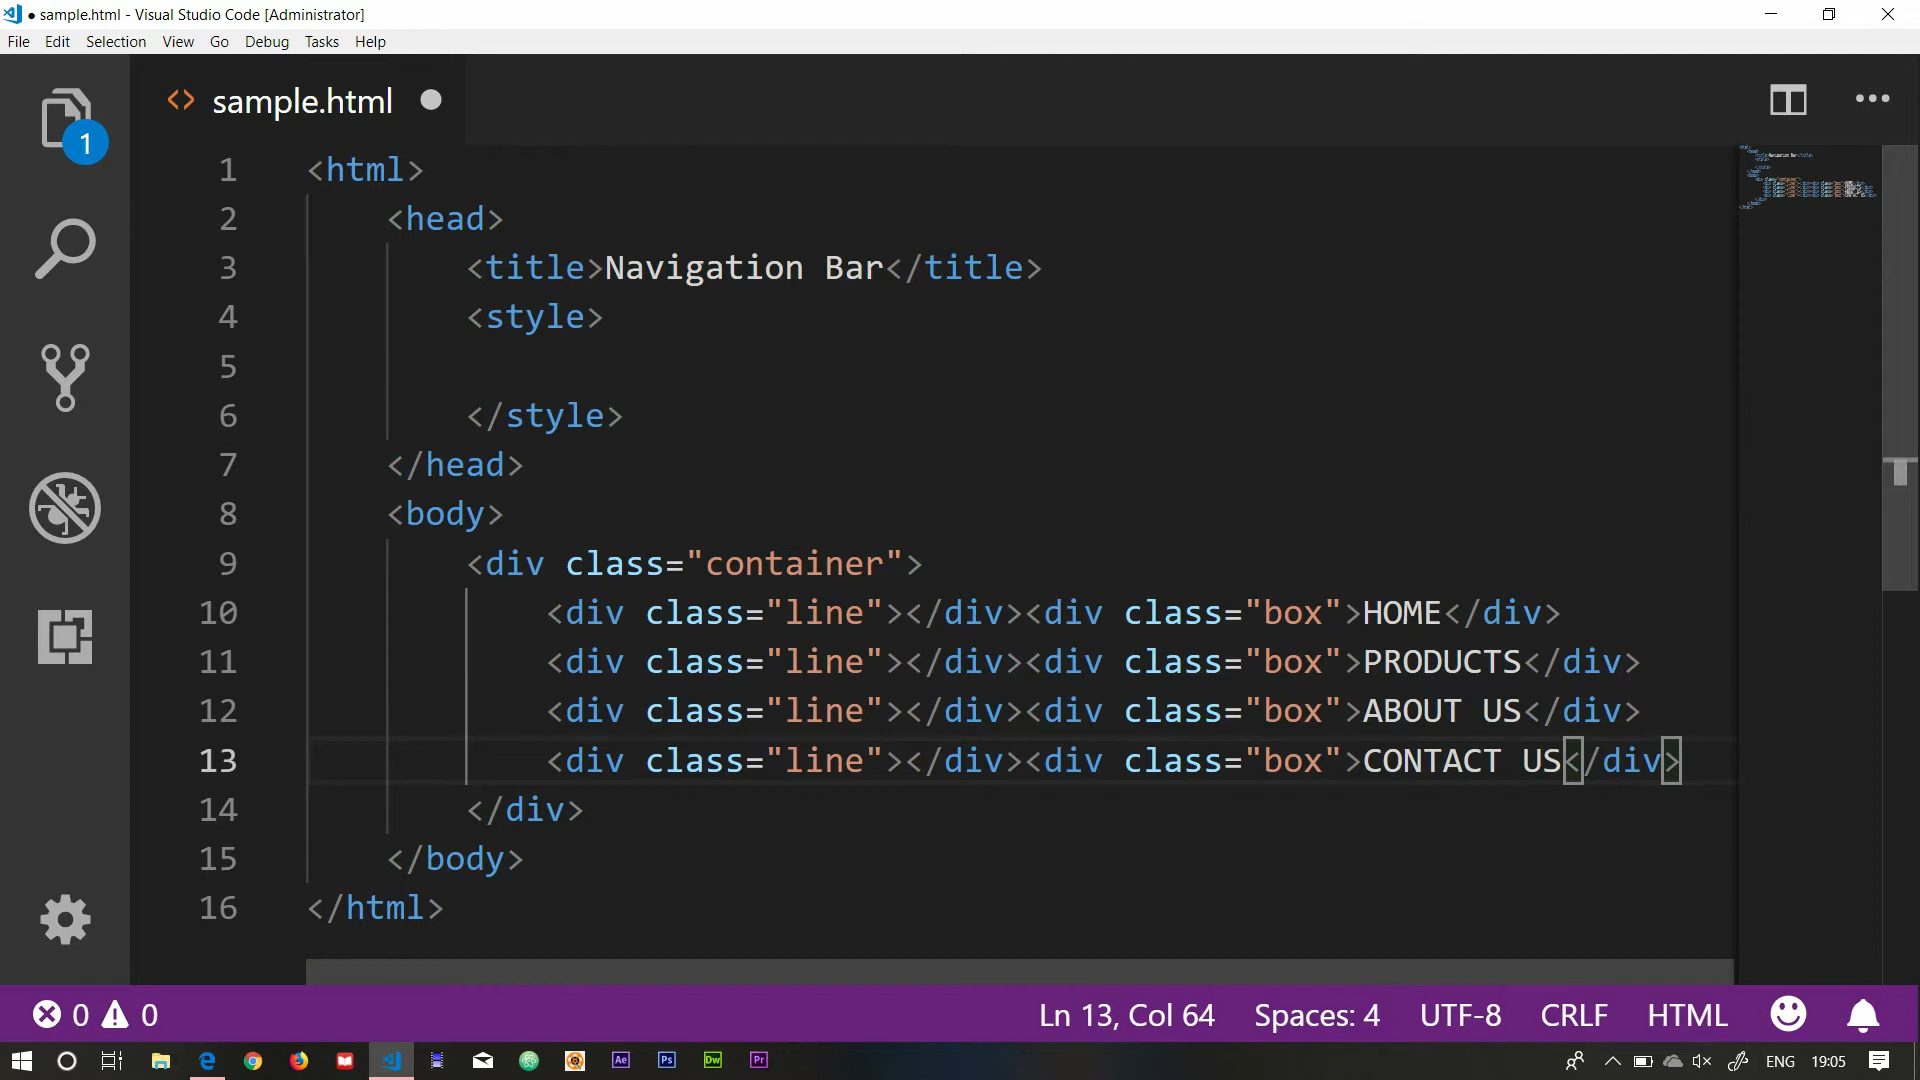 ● sample.html - Visual Studio Code [Administrator]
File Edit Selection View Go Debug Tasks Help
<> sample.html ●
1
1 <html>
2 <head>
3 <title>Navigation Bar</title>
4 <style>
5
6 </style>
7 </head>
8 <body>
9 <div class="container">
10 <div class="line"></div><div class="box">HOME</div>
11 <div class="line"></div><div class="box">PRODUCTS</div>
12 <div class="line"></div><div class="box">ABOUT US</div>
13 <div class="line"></div><div class="box">CONTACT US</div>
14 </div>
15 </body>
16 </html>
0 0 Ln 13, Col 64 Spaces: 4 UTF-8 CRLF HTML
Ae Ps Dw Pr ENG 19:05